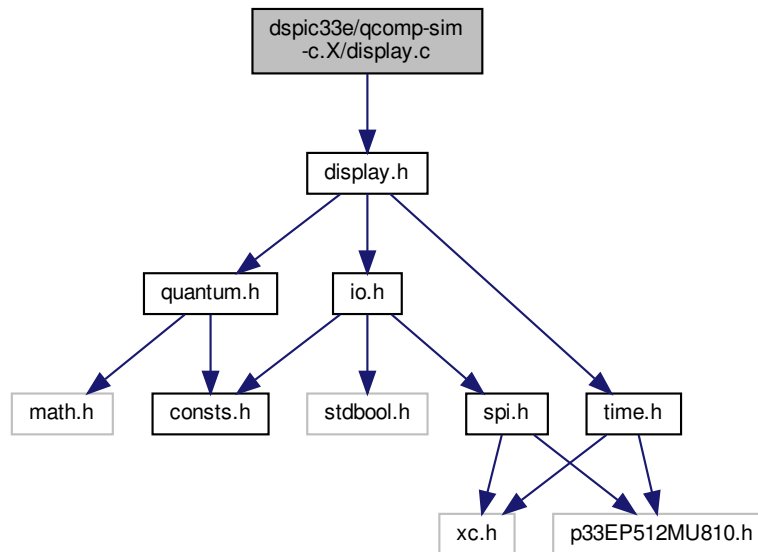 dspic33e/qcomp-sim
-c.X/display.c
display.h
quantum.h
io.h
math.h
consts.h
stdbool.h
spi.h
time.h
xc.h
p33EP512MU810.h